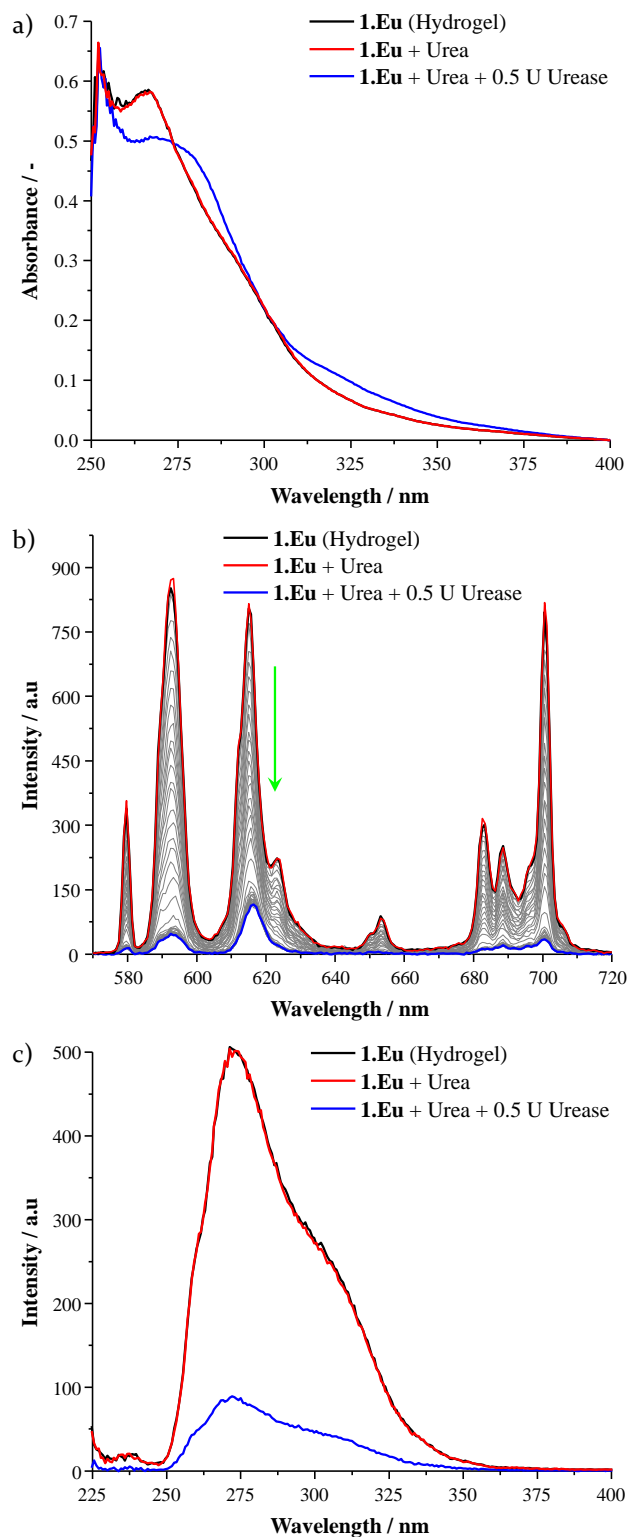 a)
1.Eu (Hydrogel)
1.Eu + Urea
1.Eu + Urea + 0.5 U Urease
0.7
0.6
0.5
0.4
0.3
0.2
0.1
0.0
Absorbance / -
250 275 300 325 350 375 400
Wavelength / nm
b)
1.Eu (Hydrogel)
1.Eu + Urea
1.Eu + Urea + 0.5 U Urease
900
750
600
450
300
150
0
Intensity / a.u
580 600 620 640 660 680 700 720
Wavelength / nm
c)
1.Eu (Hydrogel)
1.Eu + Urea
1.Eu + Urea + 0.5 U Urease
500
400
300
200
100
0
Intensity / a.u
225 250 275 300 325 350 375 400
Wavelength / nm